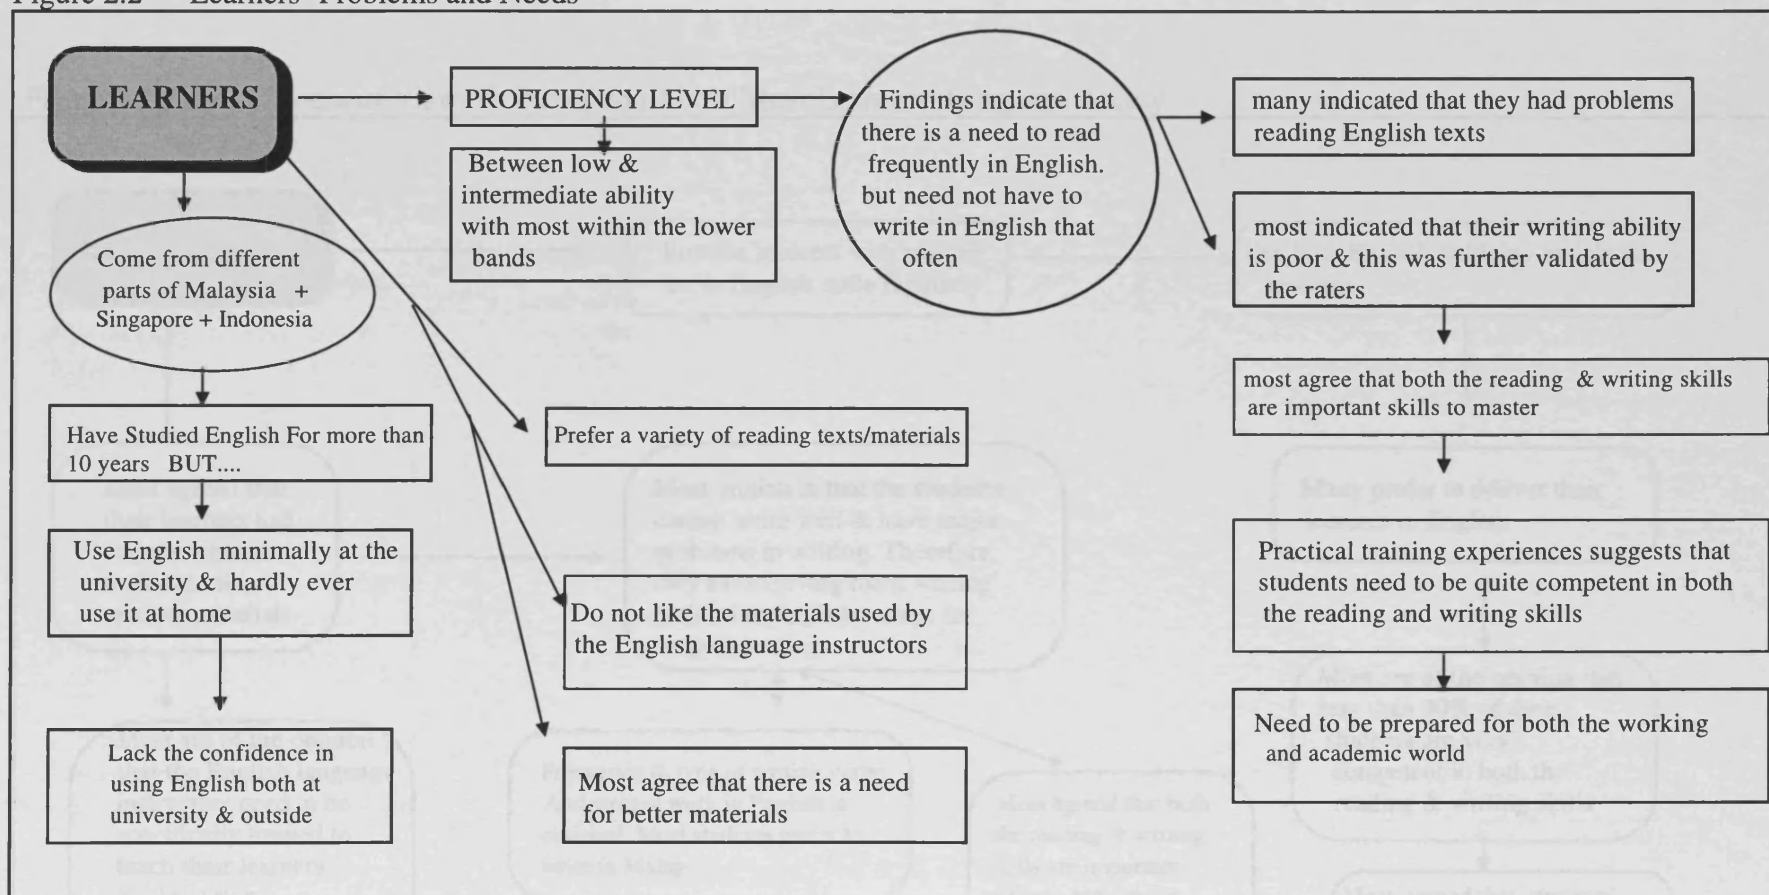 Figure 2.2 Learners' Problems and Needs
LEARNERS
PROFICIENCY LEVEL
Between low &
intermediate ability
with most within the lower
bands
Findings indicate that
there is a need to read
frequently in English.
but need not have to
write in English that
often
many indicated that they had problems
reading English texts
most indicated that their writing ability
is poor & this was further validated by
the raters
most agree that both the reading & writing skills
are important skills to master
Practical training experiences suggests that
students need to be quite competent in both
the reading and writing skills
Need to be prepared for both the working
and academic world
Come from different
parts of Malaysia +
Singapore + Indonesia
Have Studied English For more than
10 years BUT....
Use English minimally at the
university & hardly ever
use it at home
Lack the confidence in
using English both at
university & outside
Prefer a variety of reading texts/materials
Do not like the materials used by
the English language instructors
Most agree that there is a need
for better materials